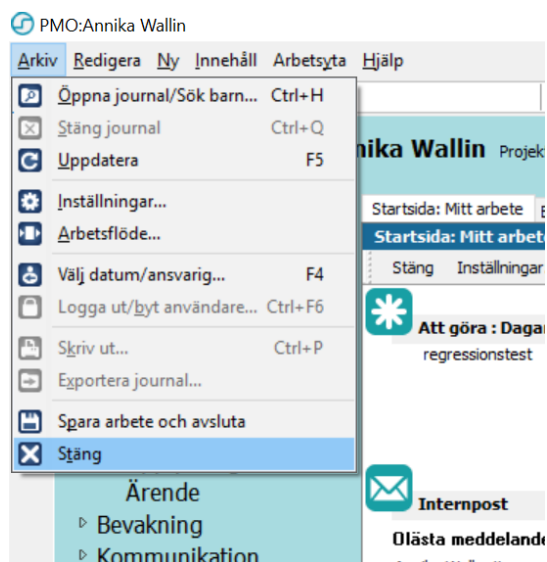 PMO:Annika Wallin
Arkiv Redigera Ny Innehåll Arbetsyta Hjälp
Öppna journal/Sök barn... Ctrl+H
Stäng journal Ctrl+Q
Uppdatera F5
Inställningar...
Arbetsflöde...
Välj datum/ansvarig... F4
Logga ut/byt användare... Ctrl+F6
Skriv ut... Ctrl+P
Exportera journal...
Spara arbete och avsluta
Stäng
Ärende
Bevakning
Kommunikation
nika Wallin Projek
Startsida: Mitt arbete
Startsida: Mitt arbete
Stäng Inställningar
Att göra : Dagar
regressionstest
Internpost
Olästa meddelande